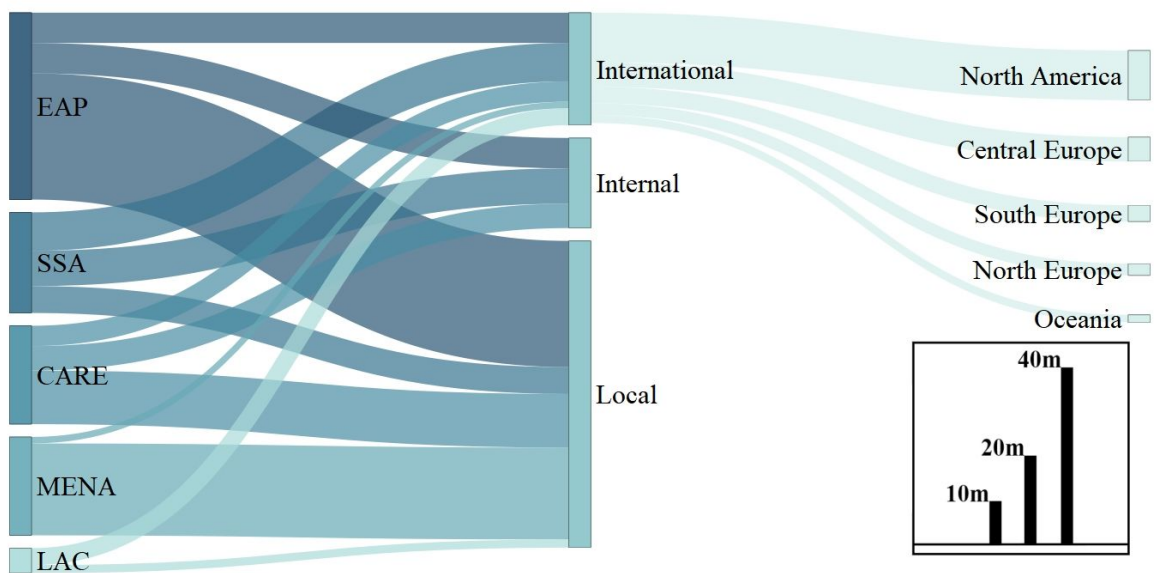 EAP
SSA
CARE
MENA
LAC
International
Internal
Local
North America
Central Europe
South Europe
North Europe
Oceania
40m
20m
10m